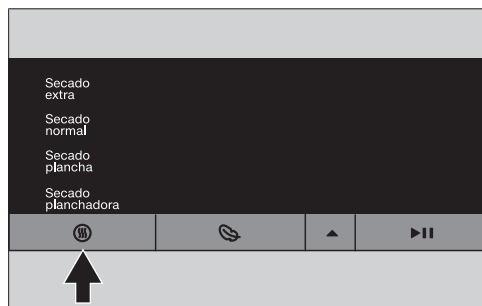 Secado
extra
Secado
normal
Secado
plancha
Secado
planchadora